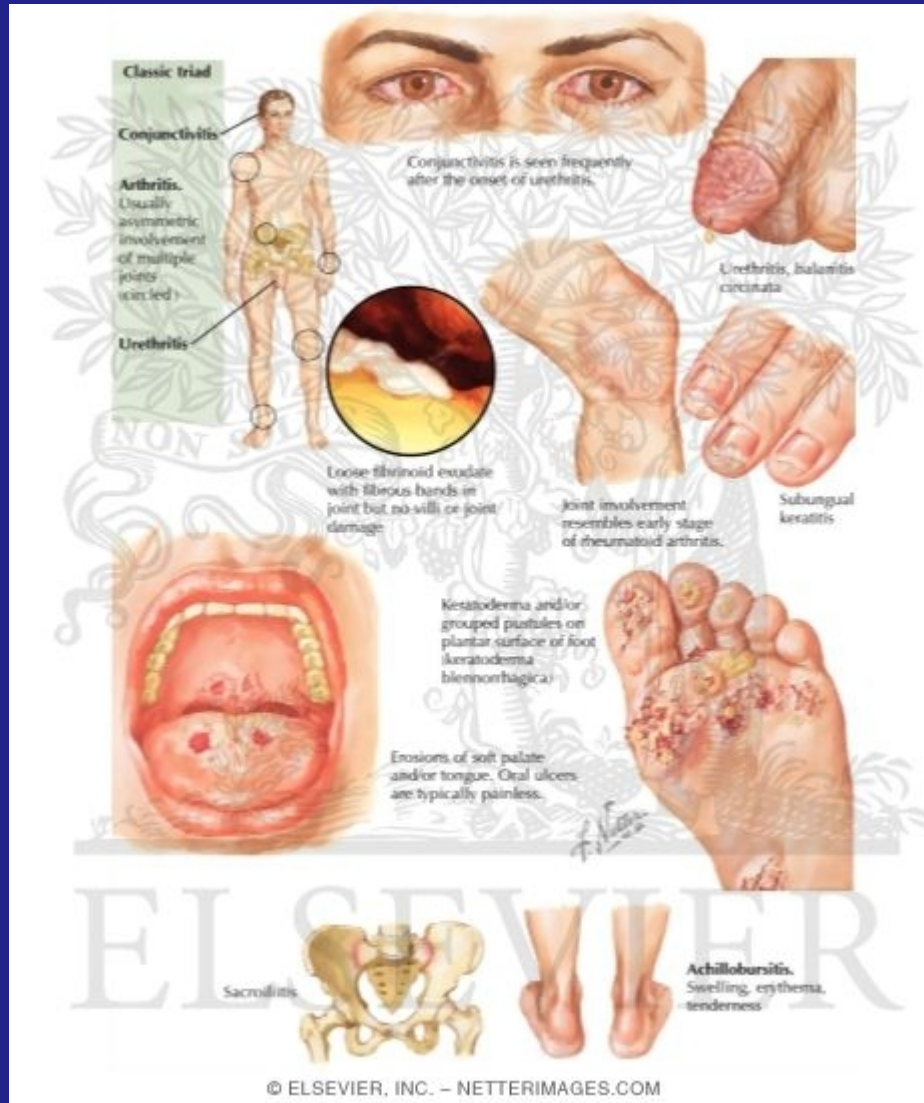 Classic triad
Conjunctivitis
Arthritis.
Usually
asymmetric
involvement
of multiple
joints
(circled)
Urethritis
Conjunctivitis is seen frequently
after the onset of urethritis.
Urethritis, balanitis
circinata
NON SOLUS
Loose fibrinoid exudate
with fibrous bands in
joint but no villi or joint
damage
Joint involvement
resembles early stage
of rheumatoid arthritis.
Subungual
keratitis
Keratoderma and/or
grouped pustules on
plantar surface of foot
(keratoderma
blennorrhagica)
Erosions of soft palate
and/or tongue. Oral ulcers
are typically painless.
F. Netter
ELSEVIER
Sacroiliitis
Achillobursitis.
Swelling, erythema,
tenderness
© ELSEVIER, INC. – NETTERIMAGES.COM